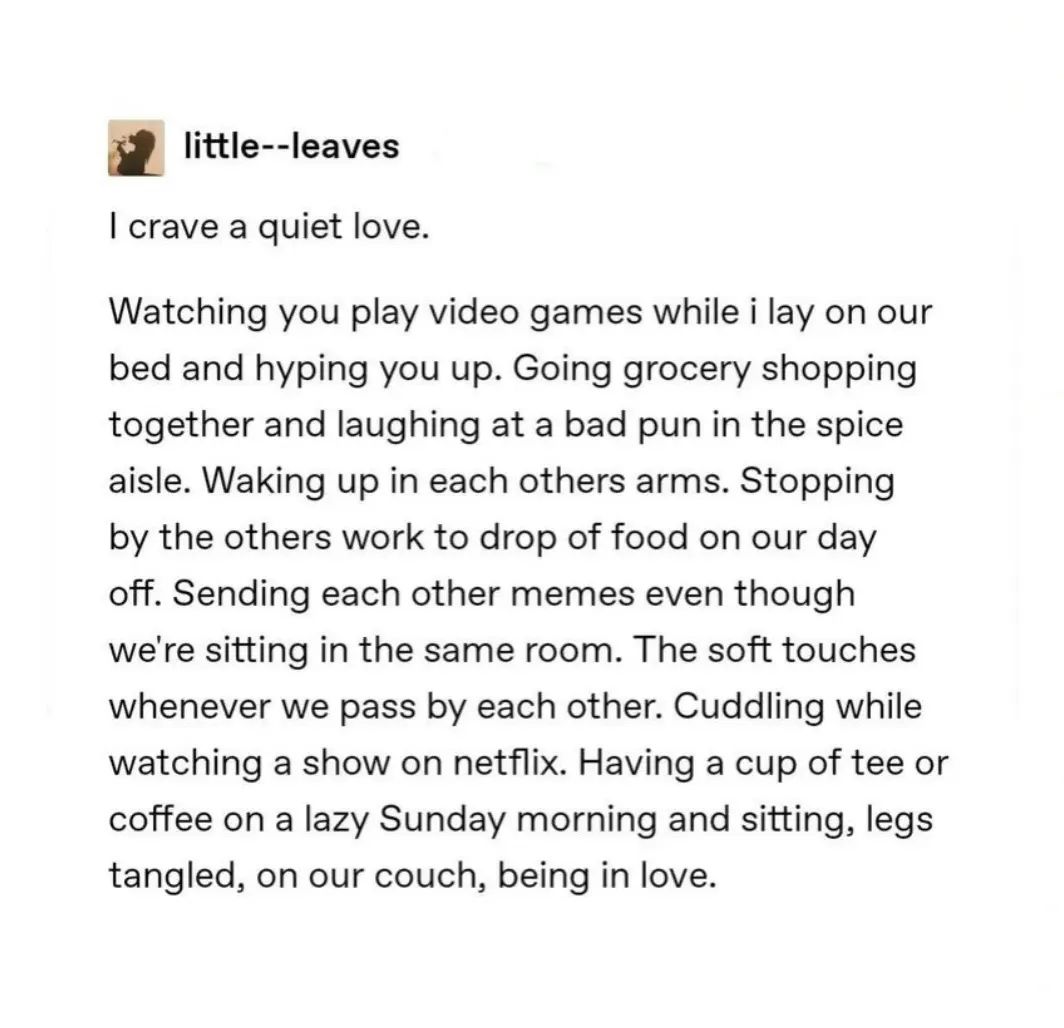 little--leaves
I crave a quiet love.
Watching you play video games while i lay on our
bed and hyping you up. Going grocery shopping
together and laughing at a bad pun in the spice
aisle. Waking up in each others arms. Stopping
by the others work to drop of food on our day
off. Sending each other memes even though
we're sitting in the same room. The soft touches
whenever we pass by each other. Cuddling while
watching a show on netflix. Having a cup of tee or
coffee on a lazy Sunday morning and sitting, legs
tangled, on our couch, being in love.